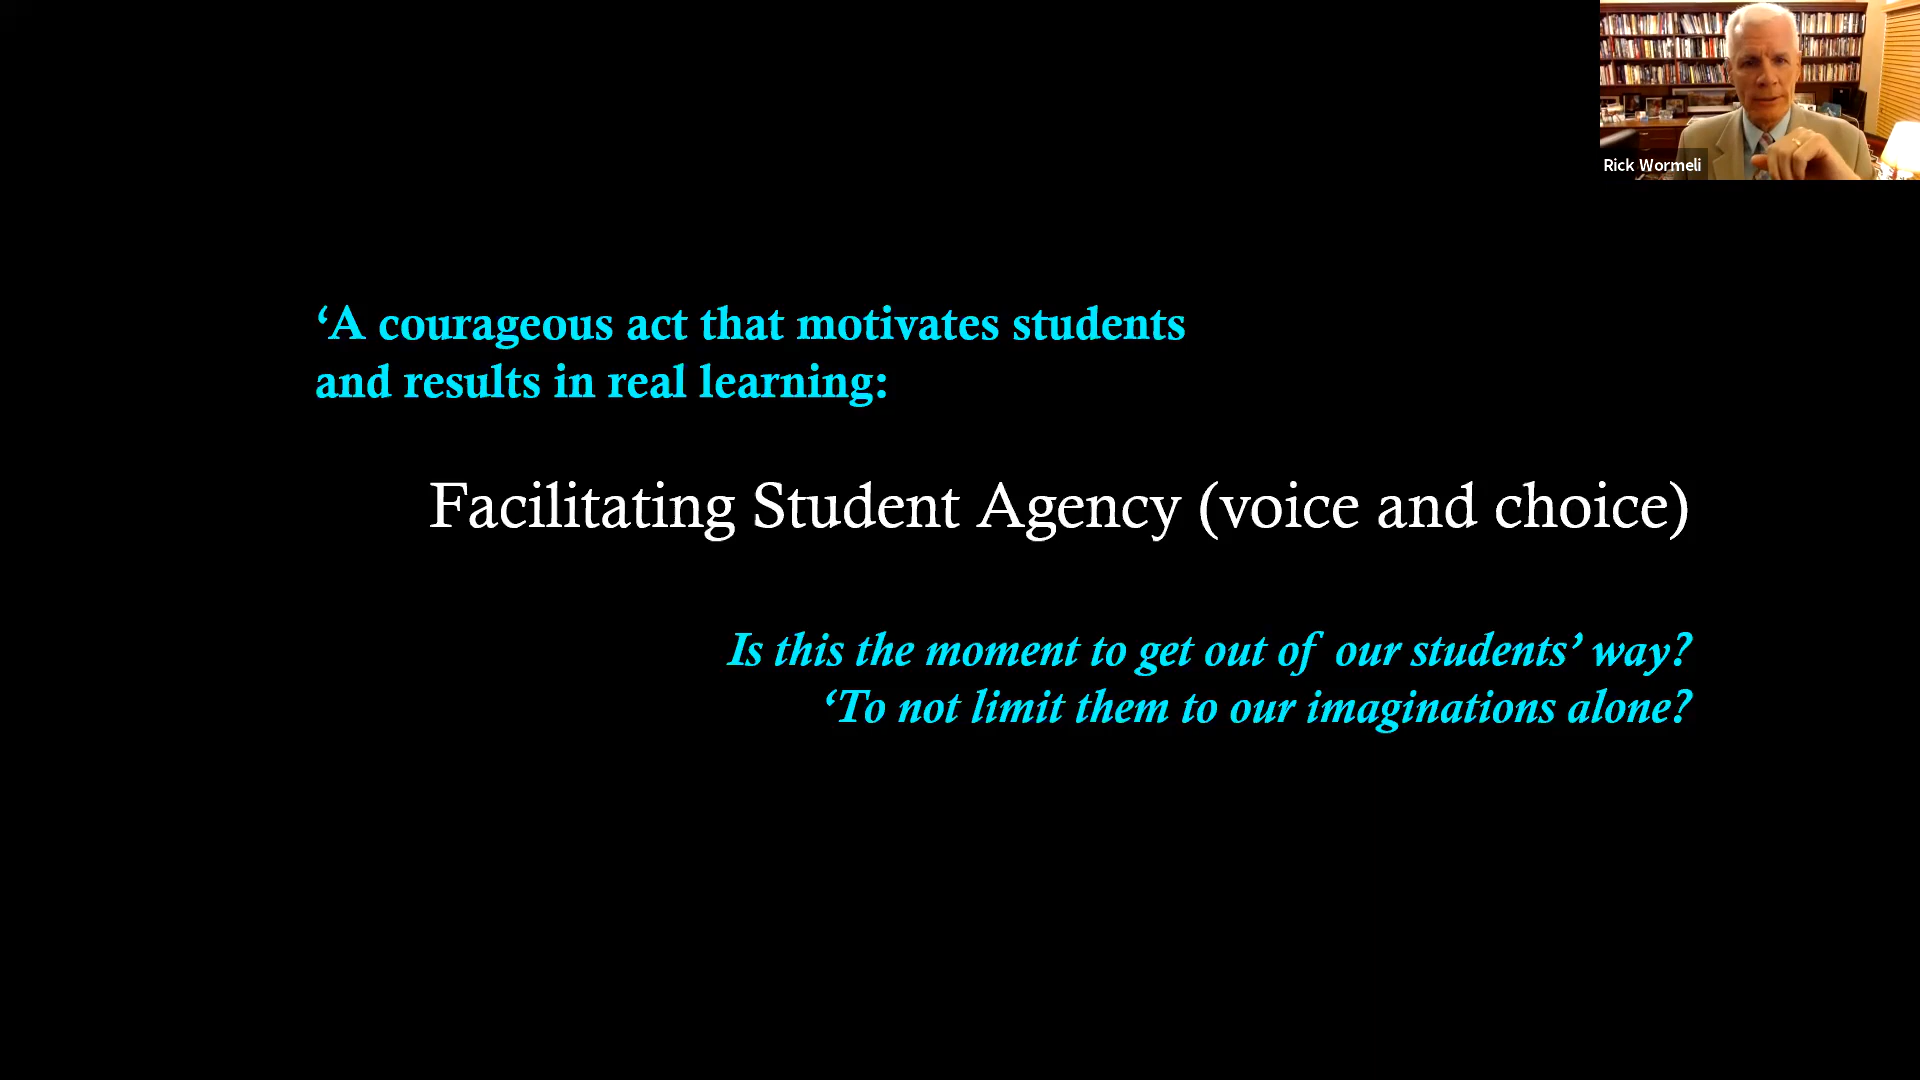 Rick Wormeli
‘A courageous act that motivates students
and results in real learning:
Facilitating Student Agency (voice and choice)
Is this the moment to get out of our students’ way?
‘To not limit them to our imaginations alone?